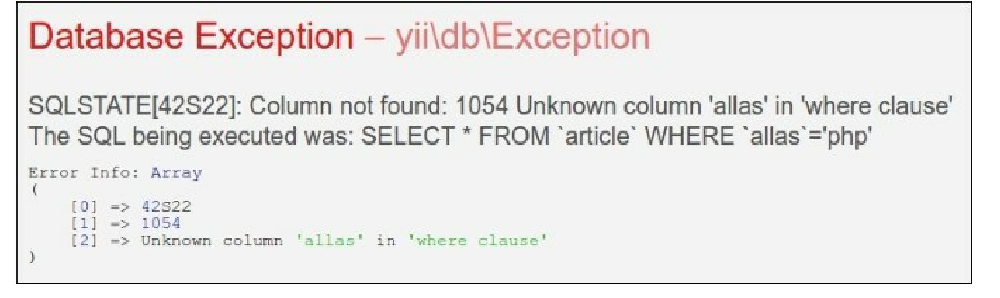 Database Exception – yii\db\Exception
SQLSTATE[42S22]: Column not found: 1054 Unknown column 'allas' in 'where clause'
The SQL being executed was: SELECT * FROM `article` WHERE `allas`='php'
Error Info: Array
(
    [0] => 42S22
    [1] => 1054
    [2] => Unknown column 'allas' in 'where clause'
)